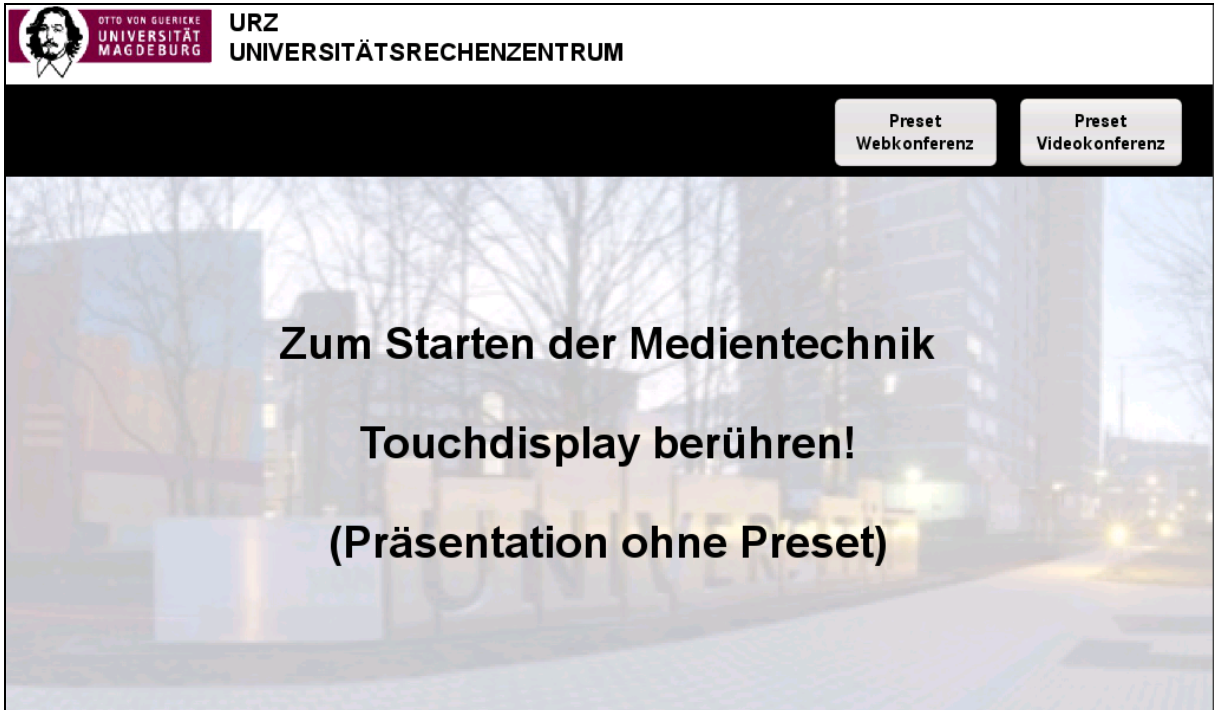 OTTO VON GUERICKE
UNIVERSITÄT
MAGDEBURG
URZ
UNIVERSITÄTSRECHENZENTRUM
Preset
Webkonferenz
Preset
Videokonferenz
Zum Starten der Medientechnik
Touchdisplay berühren!
(Präsentation ohne Preset)
UNIVERSITÄT